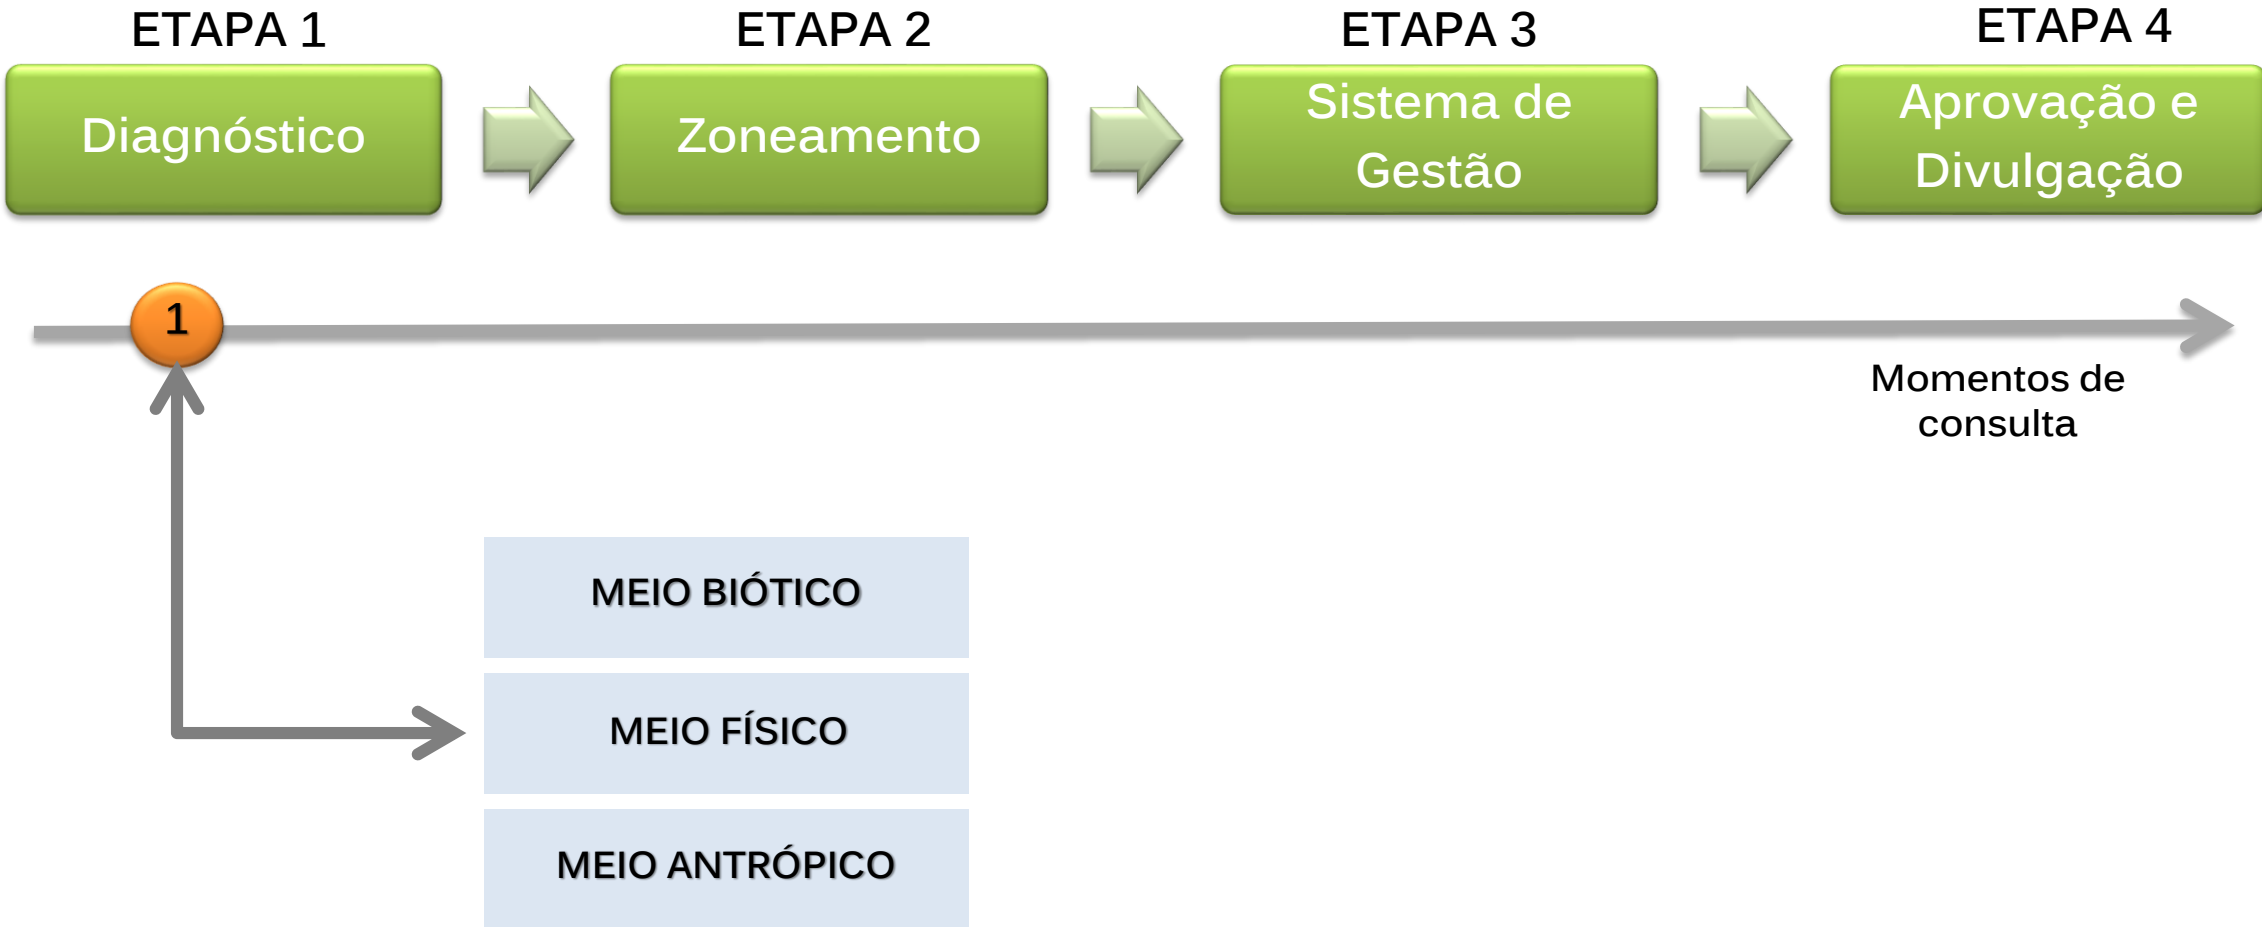 ETAPA 1
ETAPA 2
ETAPA 3
ETAPA 4
Diagnóstico
Zoneamento
Sistema de
Gestão
Aprovação e
Divulgação
1
Momentos de
consulta
MEIO BIÓTICO
MEIO FÍSICO
MEIO ANTRÓPICO